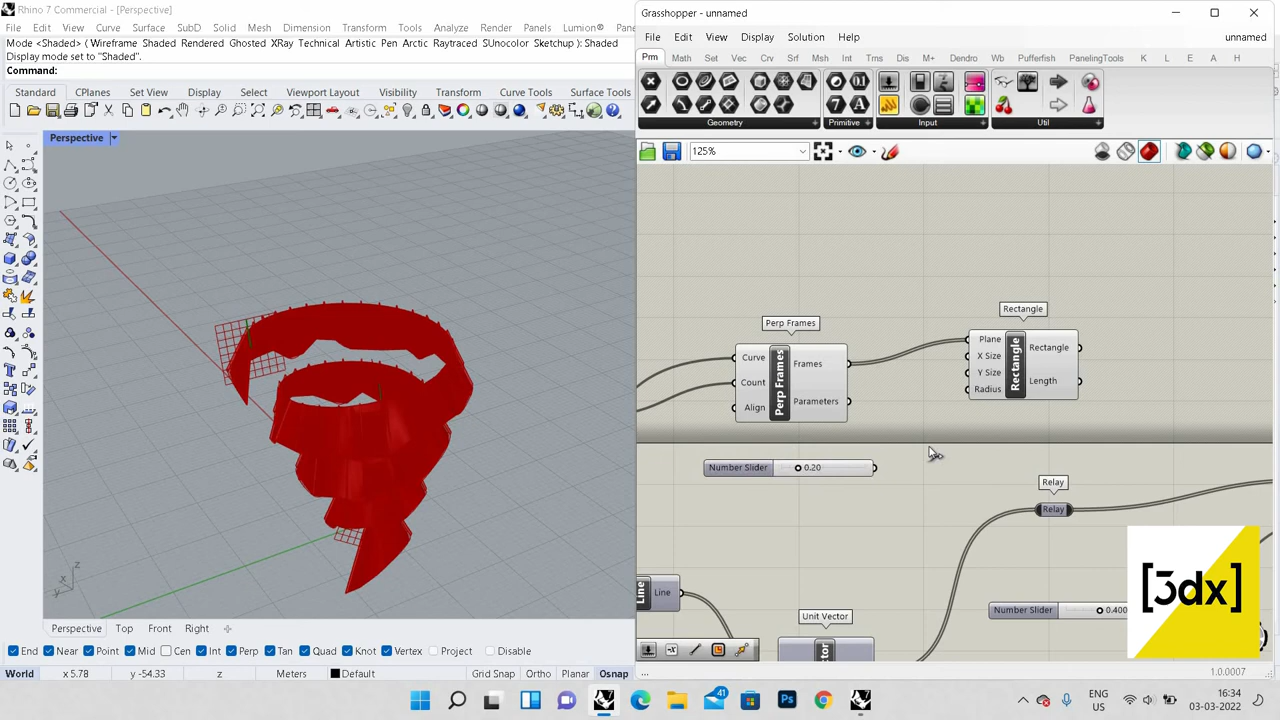 Rhino 7 Commercial - [Perspective]
File Edit View Curve Surface SubD Solid Mesh Dimension Transform Tools Analyze Render Panels Lumion®
Mode <Shaded> ( Wireframe Shaded Rendered Ghosted XRay Technical Artistic Pen Arctic Raytraced SUnocolor Sketchup ): Shaded
Display mode set to "Shaded".
Command:
Standard CPlanes Set View Display Select Viewport Layout Visibility Transform Curve Tools Surface Tools
Perspective
z
x
y
Perspective Top Front Right
End Near Point Mid Cen Int Perp Tan Quad Knot Vertex Project Disable
World x 5.78 y -54.33 z Meters Default Grid Snap Ortho Planar Osnap
Grasshopper - unnamed
File Edit View Display Solution Help unnamed
Prm Math Set Vec Crv Srf Msh Int Trns Dis M+ Dendro Wb Pufferfish PanelingTools K L E A H
Geometry Primitive Input Util
125%
Perp Frames
Curve
Count
Align
Perp Frames
Frames
Parameters
Rectangle
Plane
X Size
Y Size
Radius
Rectangle
Rectangle
Length
Number Slider 0.20
Relay
Relay
Line Line
Unit Vector
Number Slider 0.400
[3dx]
... 1.0.0007
41
ENG
US
16:34
03-03-2022